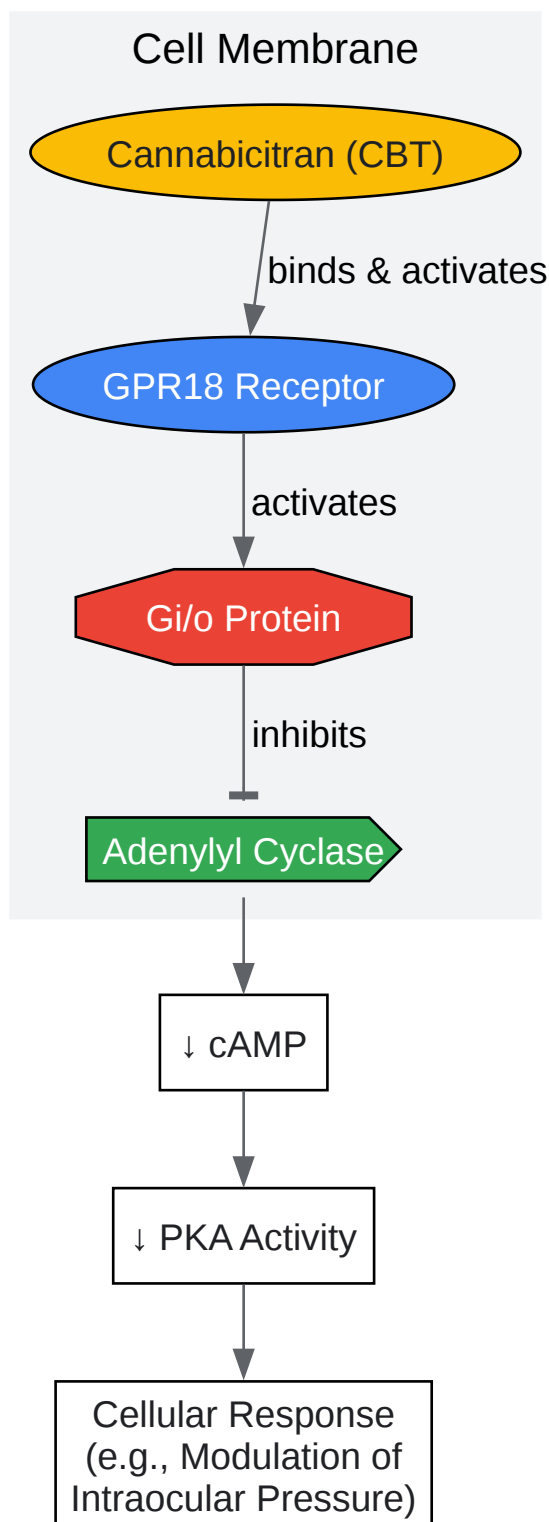 Cell Membrane
Cannabicitran (CBT)
binds & activates
GPR18 Receptor
activates
Gi/o Protein
inhibits
Adenylyl Cyclase
↓ cAMP
↓ PKA Activity
Cellular Response
(e.g., Modulation of
Intraocular Pressure)